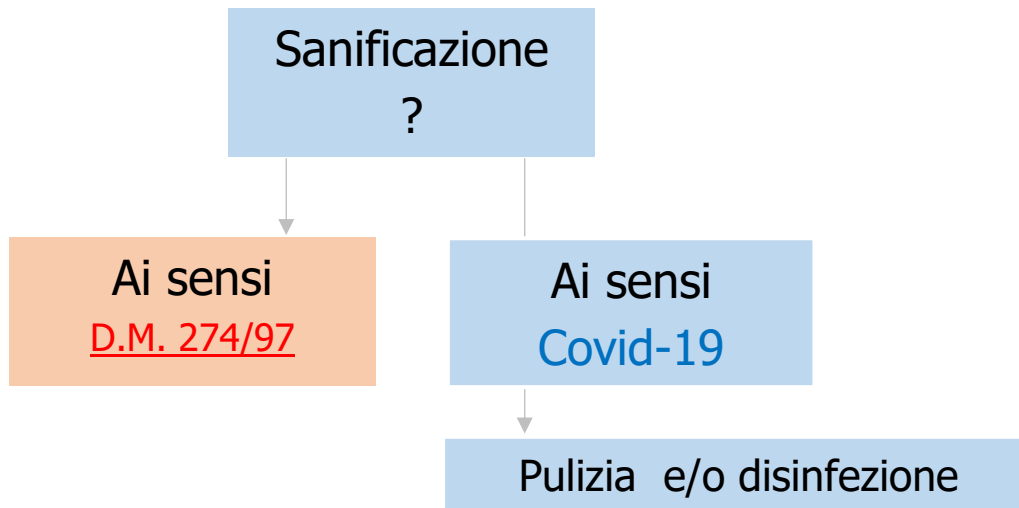 Sanificazione
?
Ai sensi
D.M. 274/97
Ai sensi
Covid-19
Pulizia e/o disinfezione